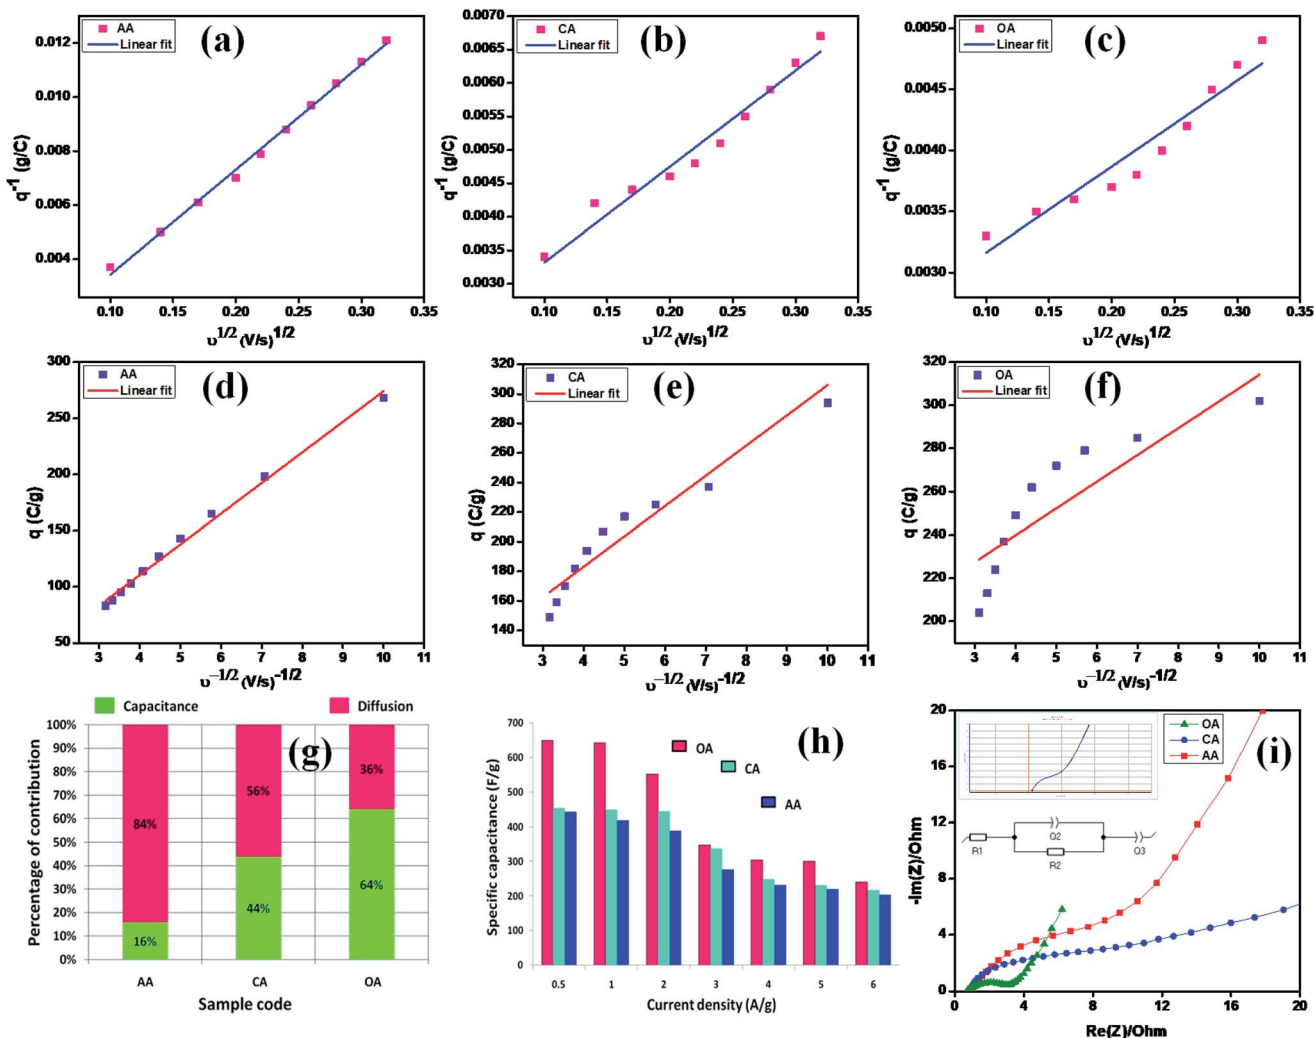 AA
Linear fit
(a)
0.012
0.010
0.008
0.006
0.004
q⁻¹ (g/C)
0.10 0.15 0.20 0.25 0.30 0.35
υ¹/² (V/s)¹/²
CA
Linear fit
(b)
0.0070
0.0065
0.0060
0.0055
0.0050
0.0045
0.0040
0.0035
0.0030
q⁻¹ (g/C)
0.10 0.15 0.20 0.25 0.30 0.35
υ¹/² (V/s)¹/²
OA
Linear fit
(c)
0.0050
0.0045
0.0040
0.0035
0.0030
q⁻¹ (g/C)
0.10 0.15 0.20 0.25 0.30 0.35
υ¹/² (V/s)¹/²
AA
Linear fit
(d)
300
250
200
150
100
50
q (C/g)
3 4 5 6 7 8 9 10 11
υ⁻¹/² (V/s)⁻¹/²
CA
Linear fit
(e)
320
300
280
260
240
220
200
180
160
140
q (C/g)
3 4 5 6 7 8 9 10 11
υ⁻¹/² (V/s)⁻¹/²
OA
Linear fit
(f)
320
300
280
260
240
220
200
q (C/g)
3 4 5 6 7 8 9 10 11
υ⁻¹/² (V/s)⁻¹/²
Capacitance Diffusion
(g)
100%
90%
80%
70%
60%
50%
40%
30%
20%
10%
0%
Percentage of contribution
84%
16%
56%
44%
36%
64%
AA CA OA
Sample code
(h)
OA
CA
AA
700
600
500
400
300
200
100
0
Specific capacitance (F/g)
0.5 1 2 3 4 5 6
Current density (A/g)
(i)
OA
CA
AA
-20
-16
-12
-8
-4
0
-Im(Z)/Ohm
R1
Q2
R2
Q3
0 4 8 12 16 20
Re(Z)/Ohm